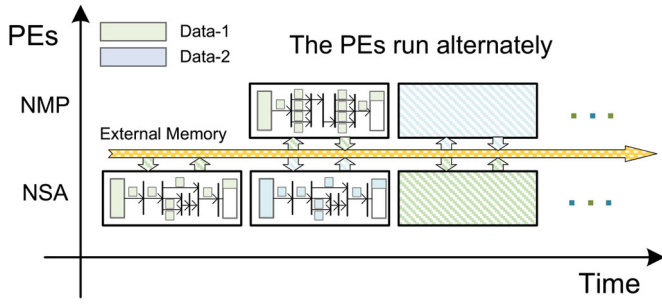 PEs
Data-1
Data-2
The PEs run alternately
NMP
External Memory
NSA
Time